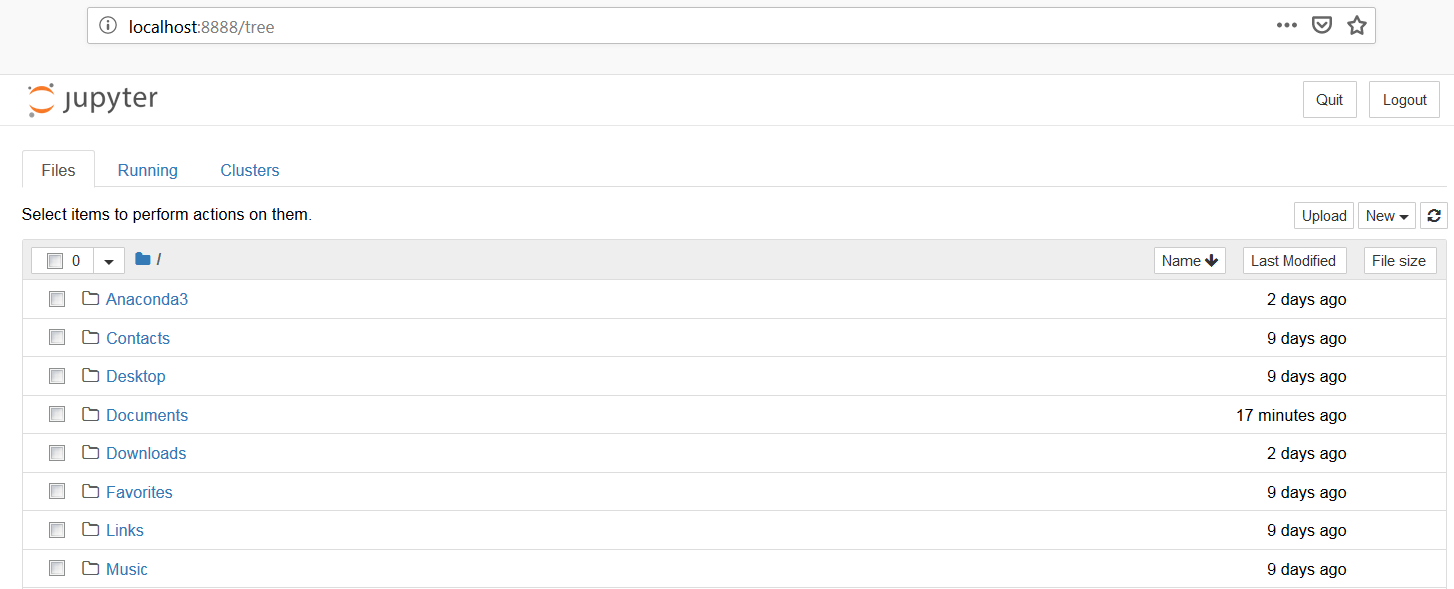 localhost:8888/tree
jupyter
Quit Logout
Files Running Clusters
Select items to perform actions on them.
Upload New
0 / Name Last Modified File size
Anaconda3 2 days ago
Contacts 9 days ago
Desktop 9 days ago
Documents 17 minutes ago
Downloads 2 days ago
Favorites 9 days ago
Links 9 days ago
Music 9 days ago